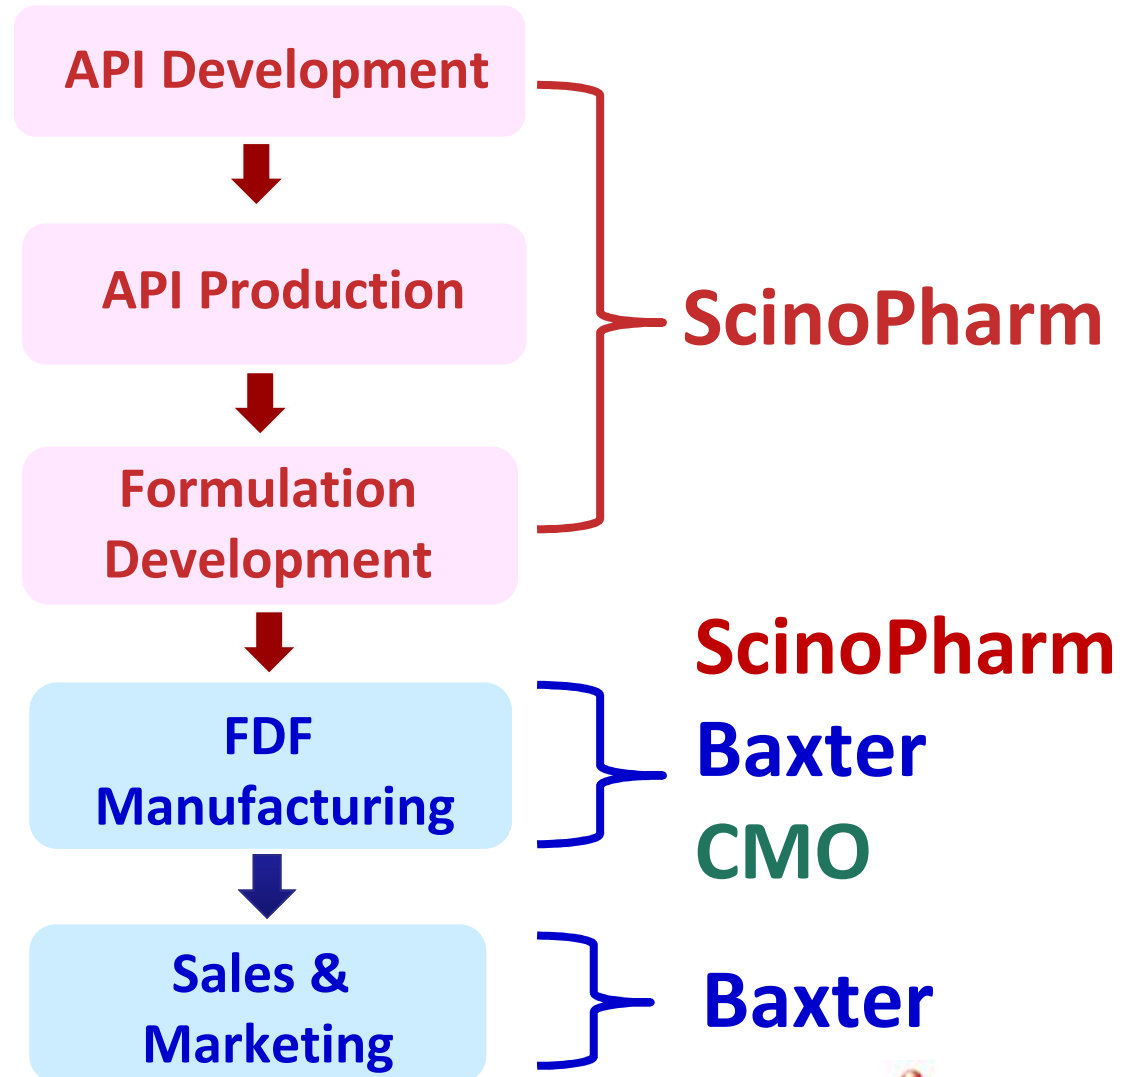 API Development
API Production
ScinoPharm
Formulation
Development
ScinoPharm
FDF
Manufacturing
Baxter
CMO
Sales &
Marketing
Baxter